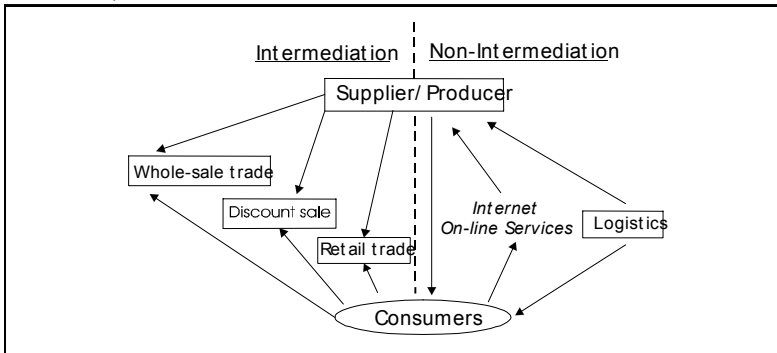 Intermediation
Non-Intermediation
Supplier/ Producer
Whole-sale trade
Discount sale
Retail trade
Internet
On-line Services
Logistics
Consumers